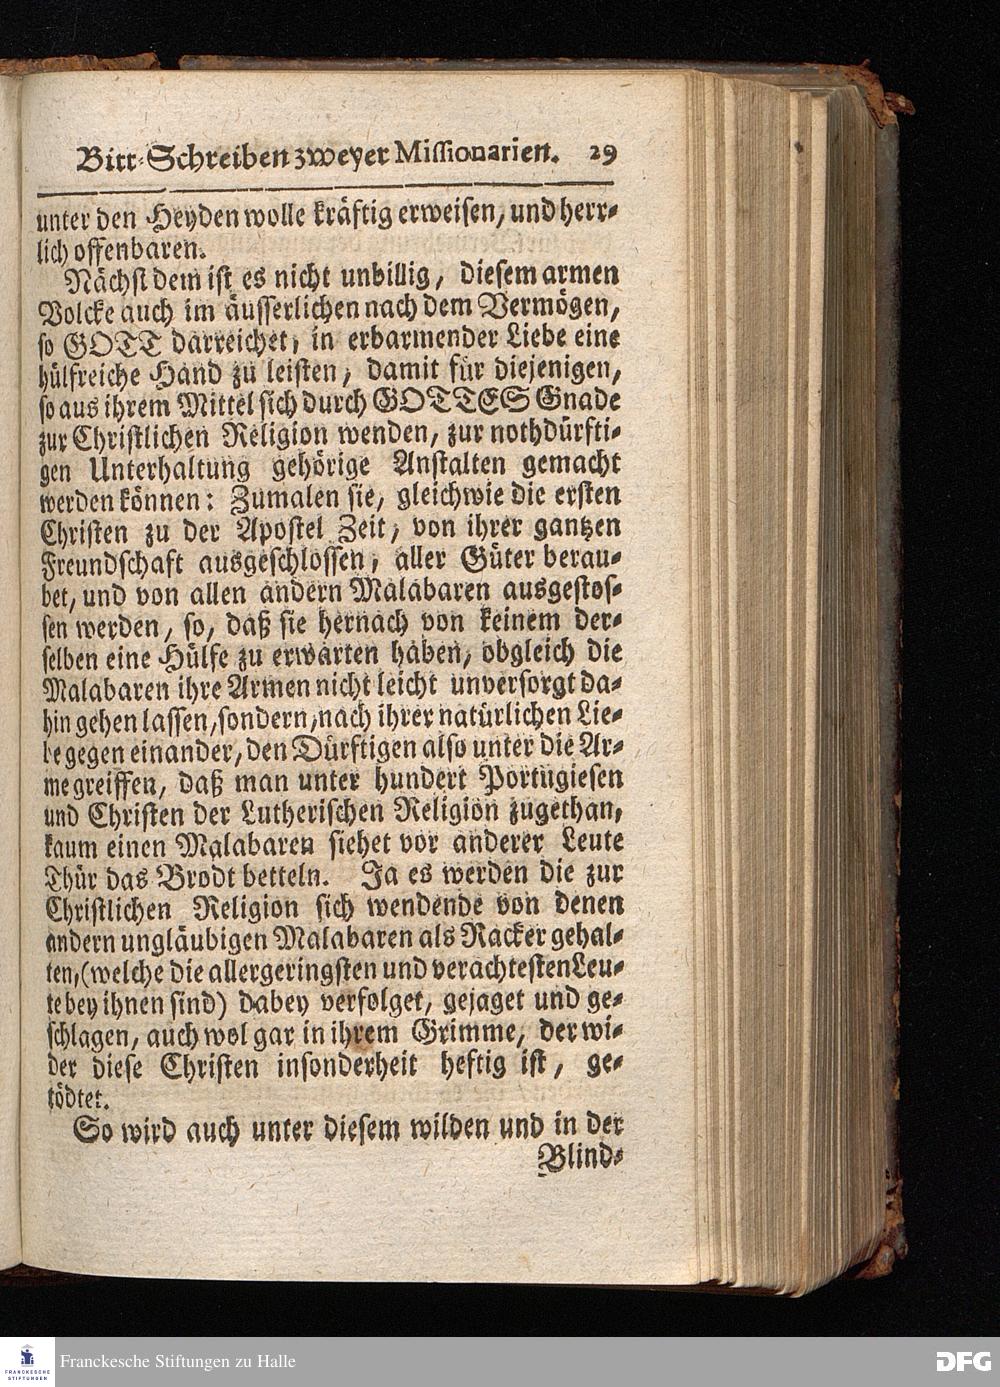 Bitt-Schreiben zweyer Missionarien. 29
unter den Heyden wolle kräftig erweisen, und herr-
lich offenbaren.
Nächst dem ist es nicht unbillig, diesem armen
Volcke auch im äusserlichen nach dem Vermögen,
so GOTT darreichet, in erbarmender Liebe eine
hülfreiche Hand zu leisten, damit für diejenigen,
so aus ihrem Mittel sich durch GOTTES Gnade
zur Christlichen Religion wenden, zur nothdürfti-
gen Unterhaltung gehörige Anstalten gemacht
werden können: Zumalen sie, gleichwie die ersten
Christen zu der Apostel Zeit, von ihrer gantzen
Freundschaft ausgeschlossen, aller Güter berau-
bet, und von allen andern Malabaren ausgestos-
sen werden, so, daß sie hernach von keinem der-
selben eine Hülfe zu erwarten haben, obgleich die
Malabaren ihre Armen nicht leicht unversorgt da-
hin gehen lassen, sondern, nach ihrer natürlichen Lie-
be gegen einander, den Dürftigen also unter die Ar-
me greiffen, daß man unter hundert Portugiesen
und Christen der Lutherischen Religion zugethan,
kaum einen Malabaren siehet vor anderer Leute
Thür das Brodt betteln. Ja es werden die zur
Christlichen Religion sich wendende von denen
andern ungläubigen Malabaren als Racker gehal-
ten, (welche die allergeringsten und verachtesten Leu-
te bey ihnen sind) dabey verfolget, gejaget und ge-
schlagen, auch wol gar in ihrem Grimme, der wi-
der diese Christen insonderheit heftig ist, ge-
tödtet.
So wird auch unter diesem wilden und in der
Blind-
FRANCKESCHE
STIFTUNGEN
Franckesche Stiftungen zu Halle
DFG